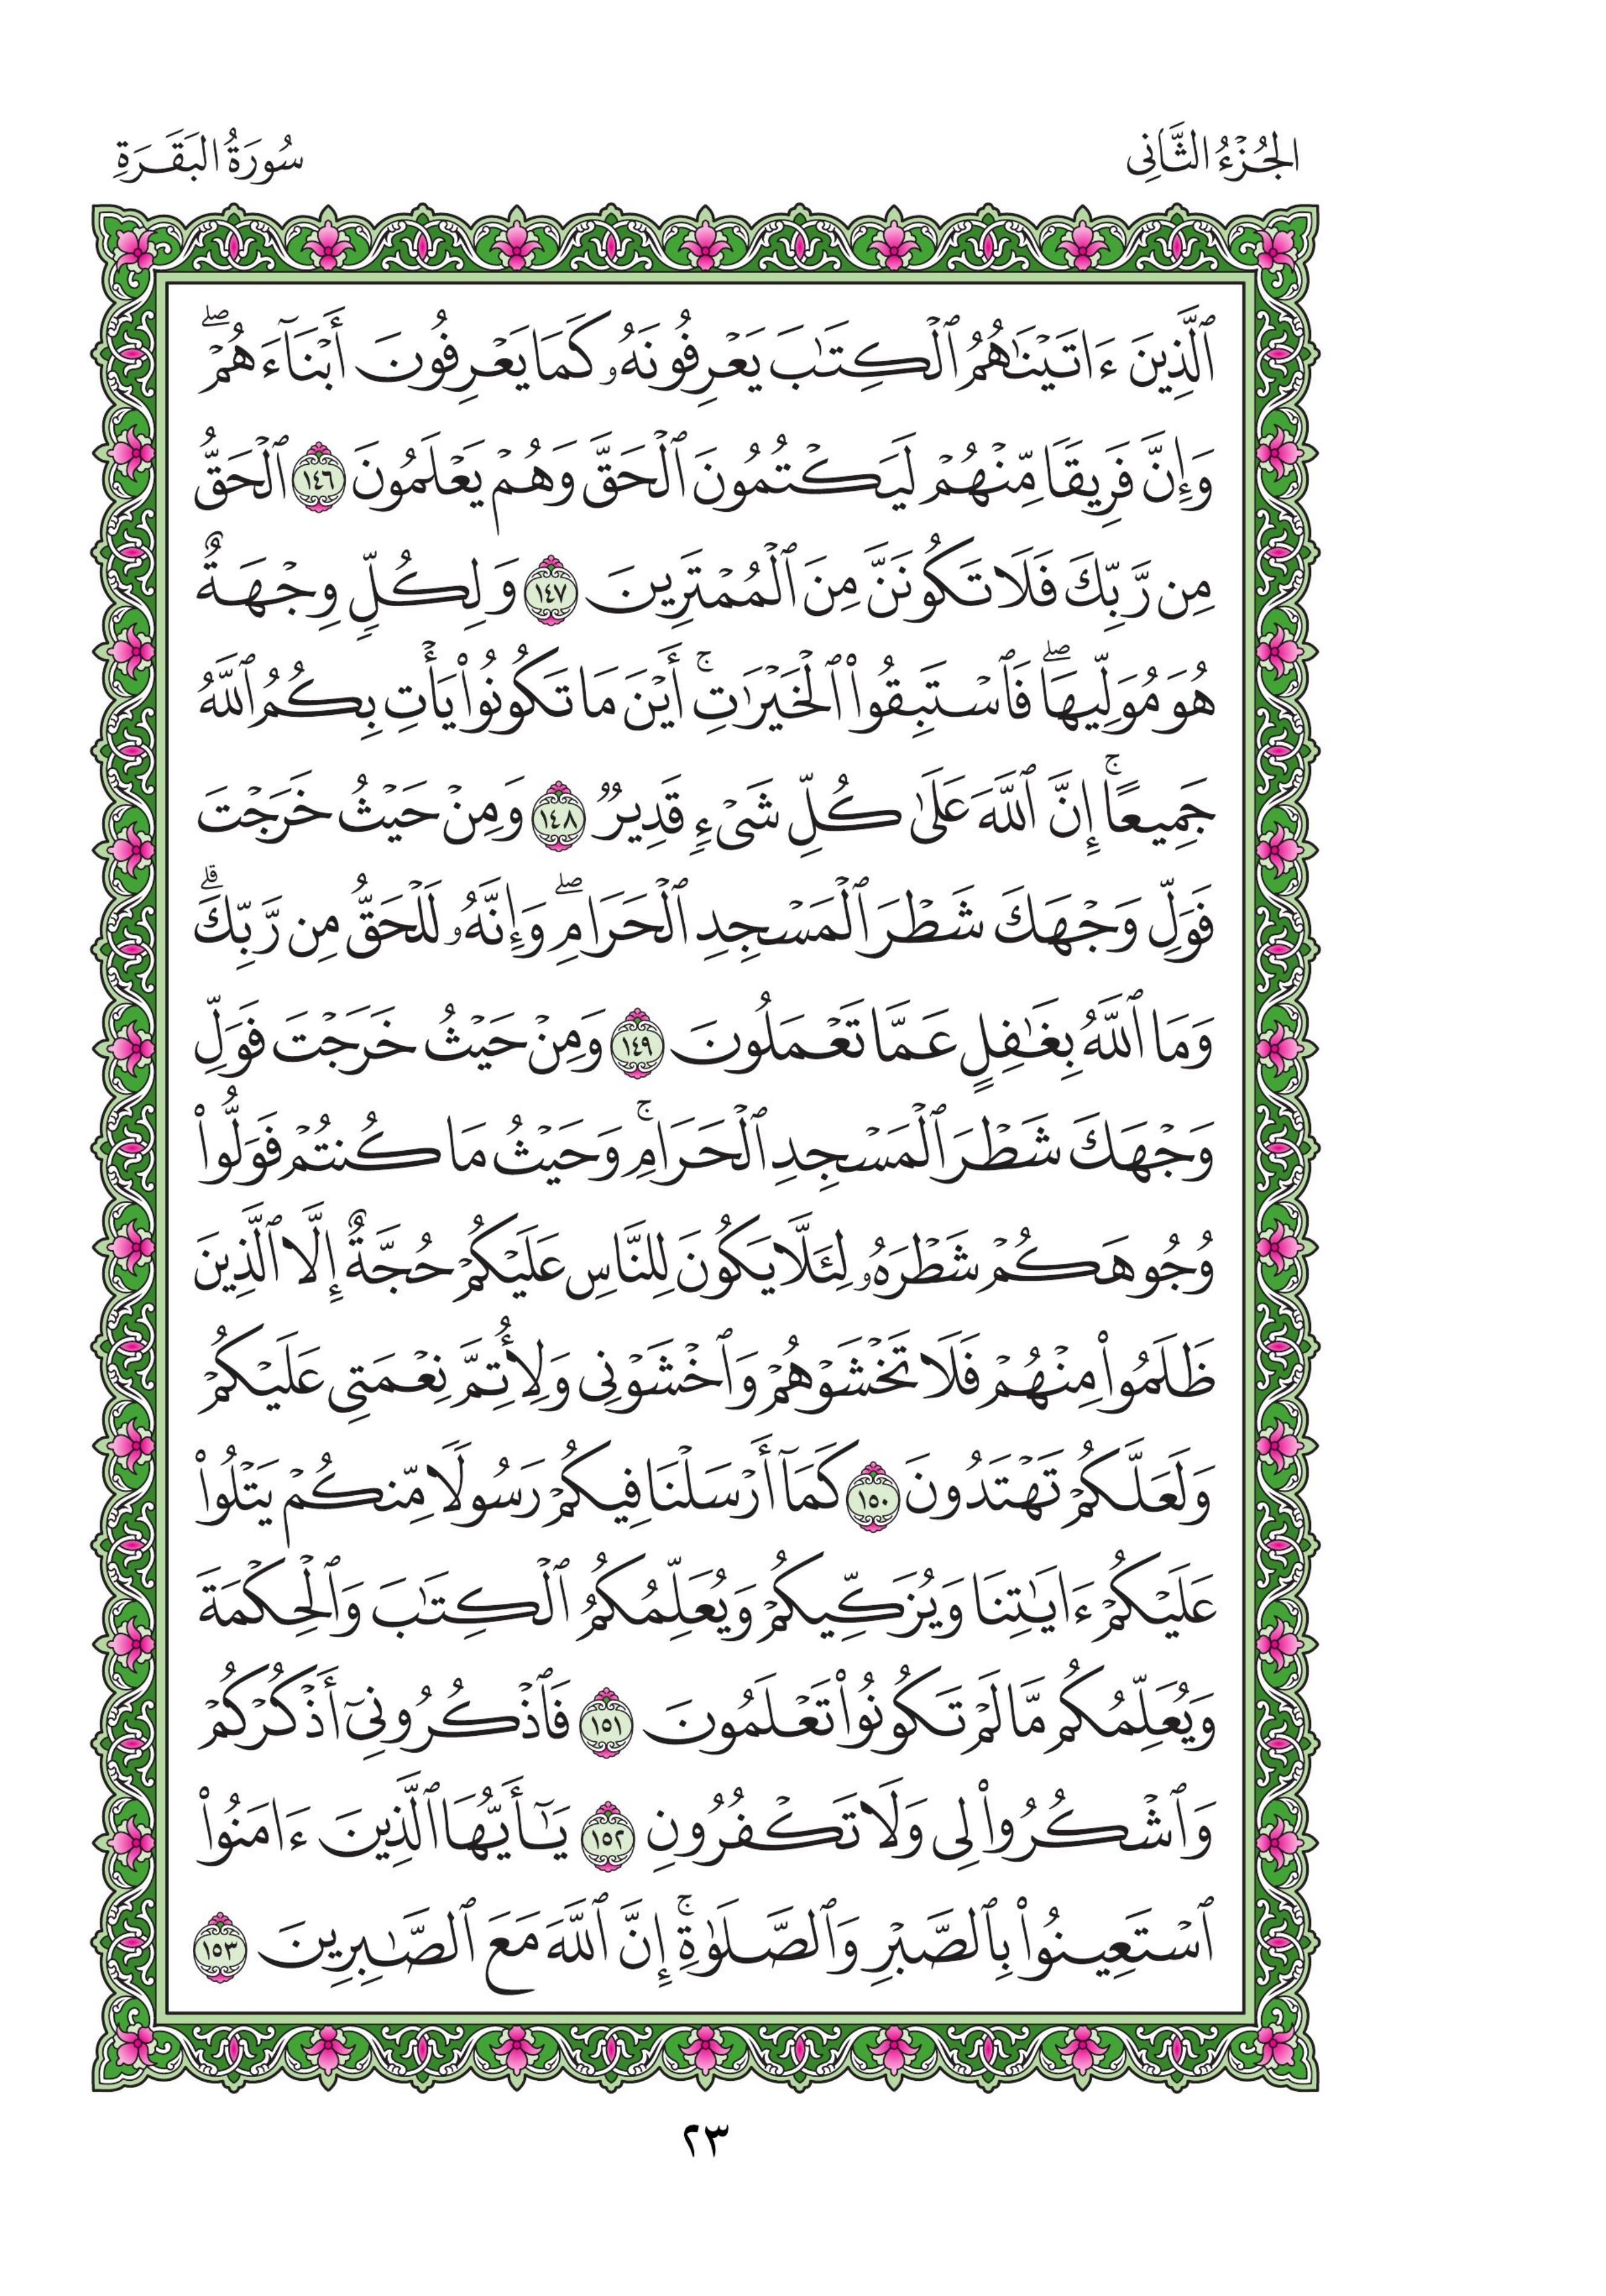 الجُزْءُ الثَّانِى
سُورَةُ البَقَرَةِ
ٱلَّذِينَ ءَاتَيْنَٰهُمُ ٱلْكِتَٰبَ يَعْرِفُونَهُۥ كَمَا يَعْرِفُونَ أَبْنَآءَهُمْۖ
وَإِنَّ فَرِيقًا مِّنْهُمْ لَيَكْتُمُونَ ٱلْحَقَّ وَهُمْ يَعْلَمُونَ ١٤٦ ٱلْحَقُّ
مِن رَّبِّكَ فَلَا تَكُونَنَّ مِنَ ٱلْمُمْتَرِينَ ١٤٧ وَلِكُلٍّ وِجْهَةٌ
هُوَ مُوَلِّيهَاۖ فَٱسْتَبِقُوا۟ ٱلْخَيْرَٰتِۚ أَيْنَ مَا تَكُونُوا۟ يَأْتِ بِكُمُ ٱللَّهُ
جَمِيعًاۚ إِنَّ ٱللَّهَ عَلَىٰ كُلِّ شَىْءٍ قَدِيرٌ ١٤٨ وَمِنْ حَيْثُ خَرَجْتَ
فَوَلِّ وَجْهَكَ شَطْرَ ٱلْمَسْجِدِ ٱلْحَرَامِۖ وَإِنَّهُۥ لَلْحَقُّ مِن رَّبِّكَۗ
وَمَا ٱللَّهُ بِغَٰفِلٍ عَمَّا تَعْمَلُونَ ١٤٩ وَمِنْ حَيْثُ خَرَجْتَ فَوَلِّ
وَجْهَكَ شَطْرَ ٱلْمَسْجِدِ ٱلْحَرَامِۚ وَحَيْثُ مَا كُنتُمْ فَوَلُّوا۟
وُجُوهَكُمْ شَطْرَهُۥ لِئَلَّا يَكُونَ لِلنَّاسِ عَلَيْكُمْ حُجَّةٌ إِلَّا ٱلَّذِينَ
ظَلَمُوا۟ مِنْهُمْ فَلَا تَخْشَوْهُمْ وَٱخْشَوْنِى وَلِأُتِمَّ نِعْمَتِى عَلَيْكُمْ
وَلَعَلَّكُمْ تَهْتَدُونَ ١٥٠ كَمَآ أَرْسَلْنَا فِيكُمْ رَسُولًا مِّنكُمْ يَتْلُوا۟
عَلَيْكُمْ ءَايَٰتِنَا وَيُزَكِّيكُمْ وَيُعَلِّمُكُمُ ٱلْكِتَٰبَ وَٱلْحِكْمَةَ
وَيُعَلِّمُكُم مَّا لَمْ تَكُونُوا۟ تَعْلَمُونَ ١٥١ فَٱذْكُرُونِىٓ أَذْكُرْكُمْ
وَٱشْكُرُوا۟ لِى وَلَا تَكْفُرُونِ ١٥٢ يَٰٓأَيُّهَا ٱلَّذِينَ ءَامَنُوا۟
ٱسْتَعِينُوا۟ بِٱلصَّبْرِ وَٱلصَّلَوٰةِۚ إِنَّ ٱللَّهَ مَعَ ٱلصَّٰبِرِينَ ١٥٣
٢٣